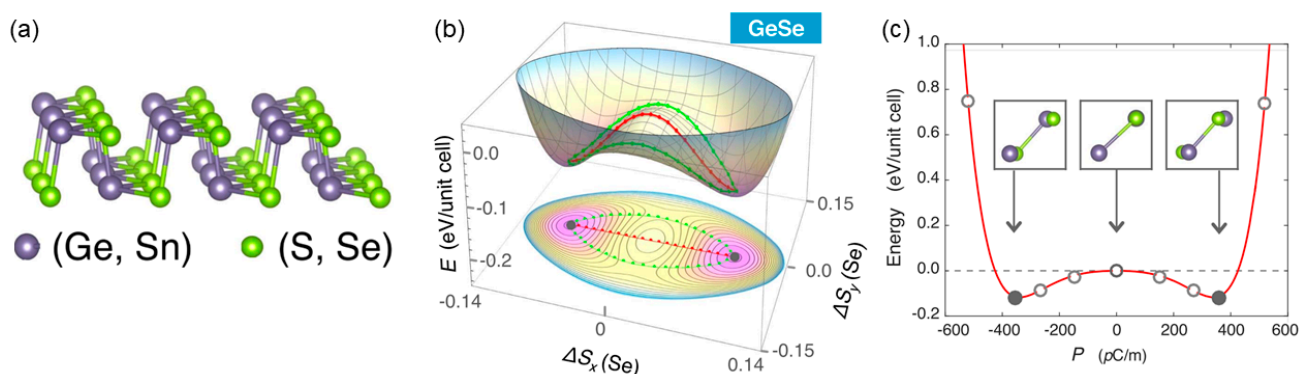 (a)
(Ge, Sn)
(S, Se)
(b)
GeSe
E (eV/unit cell)
0.0
-0.1
-0.2
-0.14
0
0.14
ΔSx (Se)
0.15
0.0
-0.15
ΔSy (Se)
(c)
Energy (eV/unit cell)
1.0
0.8
0.6
0.4
0.2
0.0
-0.2
-600
-400
-200
0
200
400
600
P (pC/m)